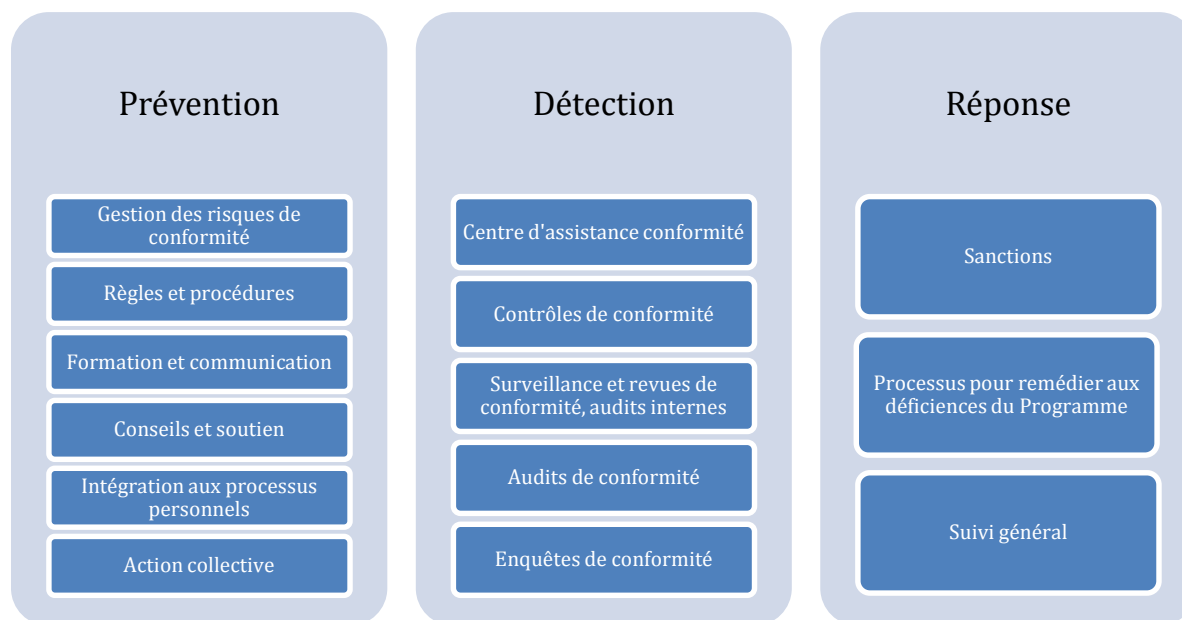 Prévention
Gestion des risques de
conformité
Règles et procédures
Formation et communication
Conseils et soutien
Intégration aux processus
personnels
Action collective
Détection
Centre d'assistance conformité
Contrôles de conformité
Surveillance et revues de
conformité, audits internes
Audits de conformité
Enquêtes de conformité
Réponse
Sanctions
Processus pour remédier aux
déficiences du Programme
Suivi général